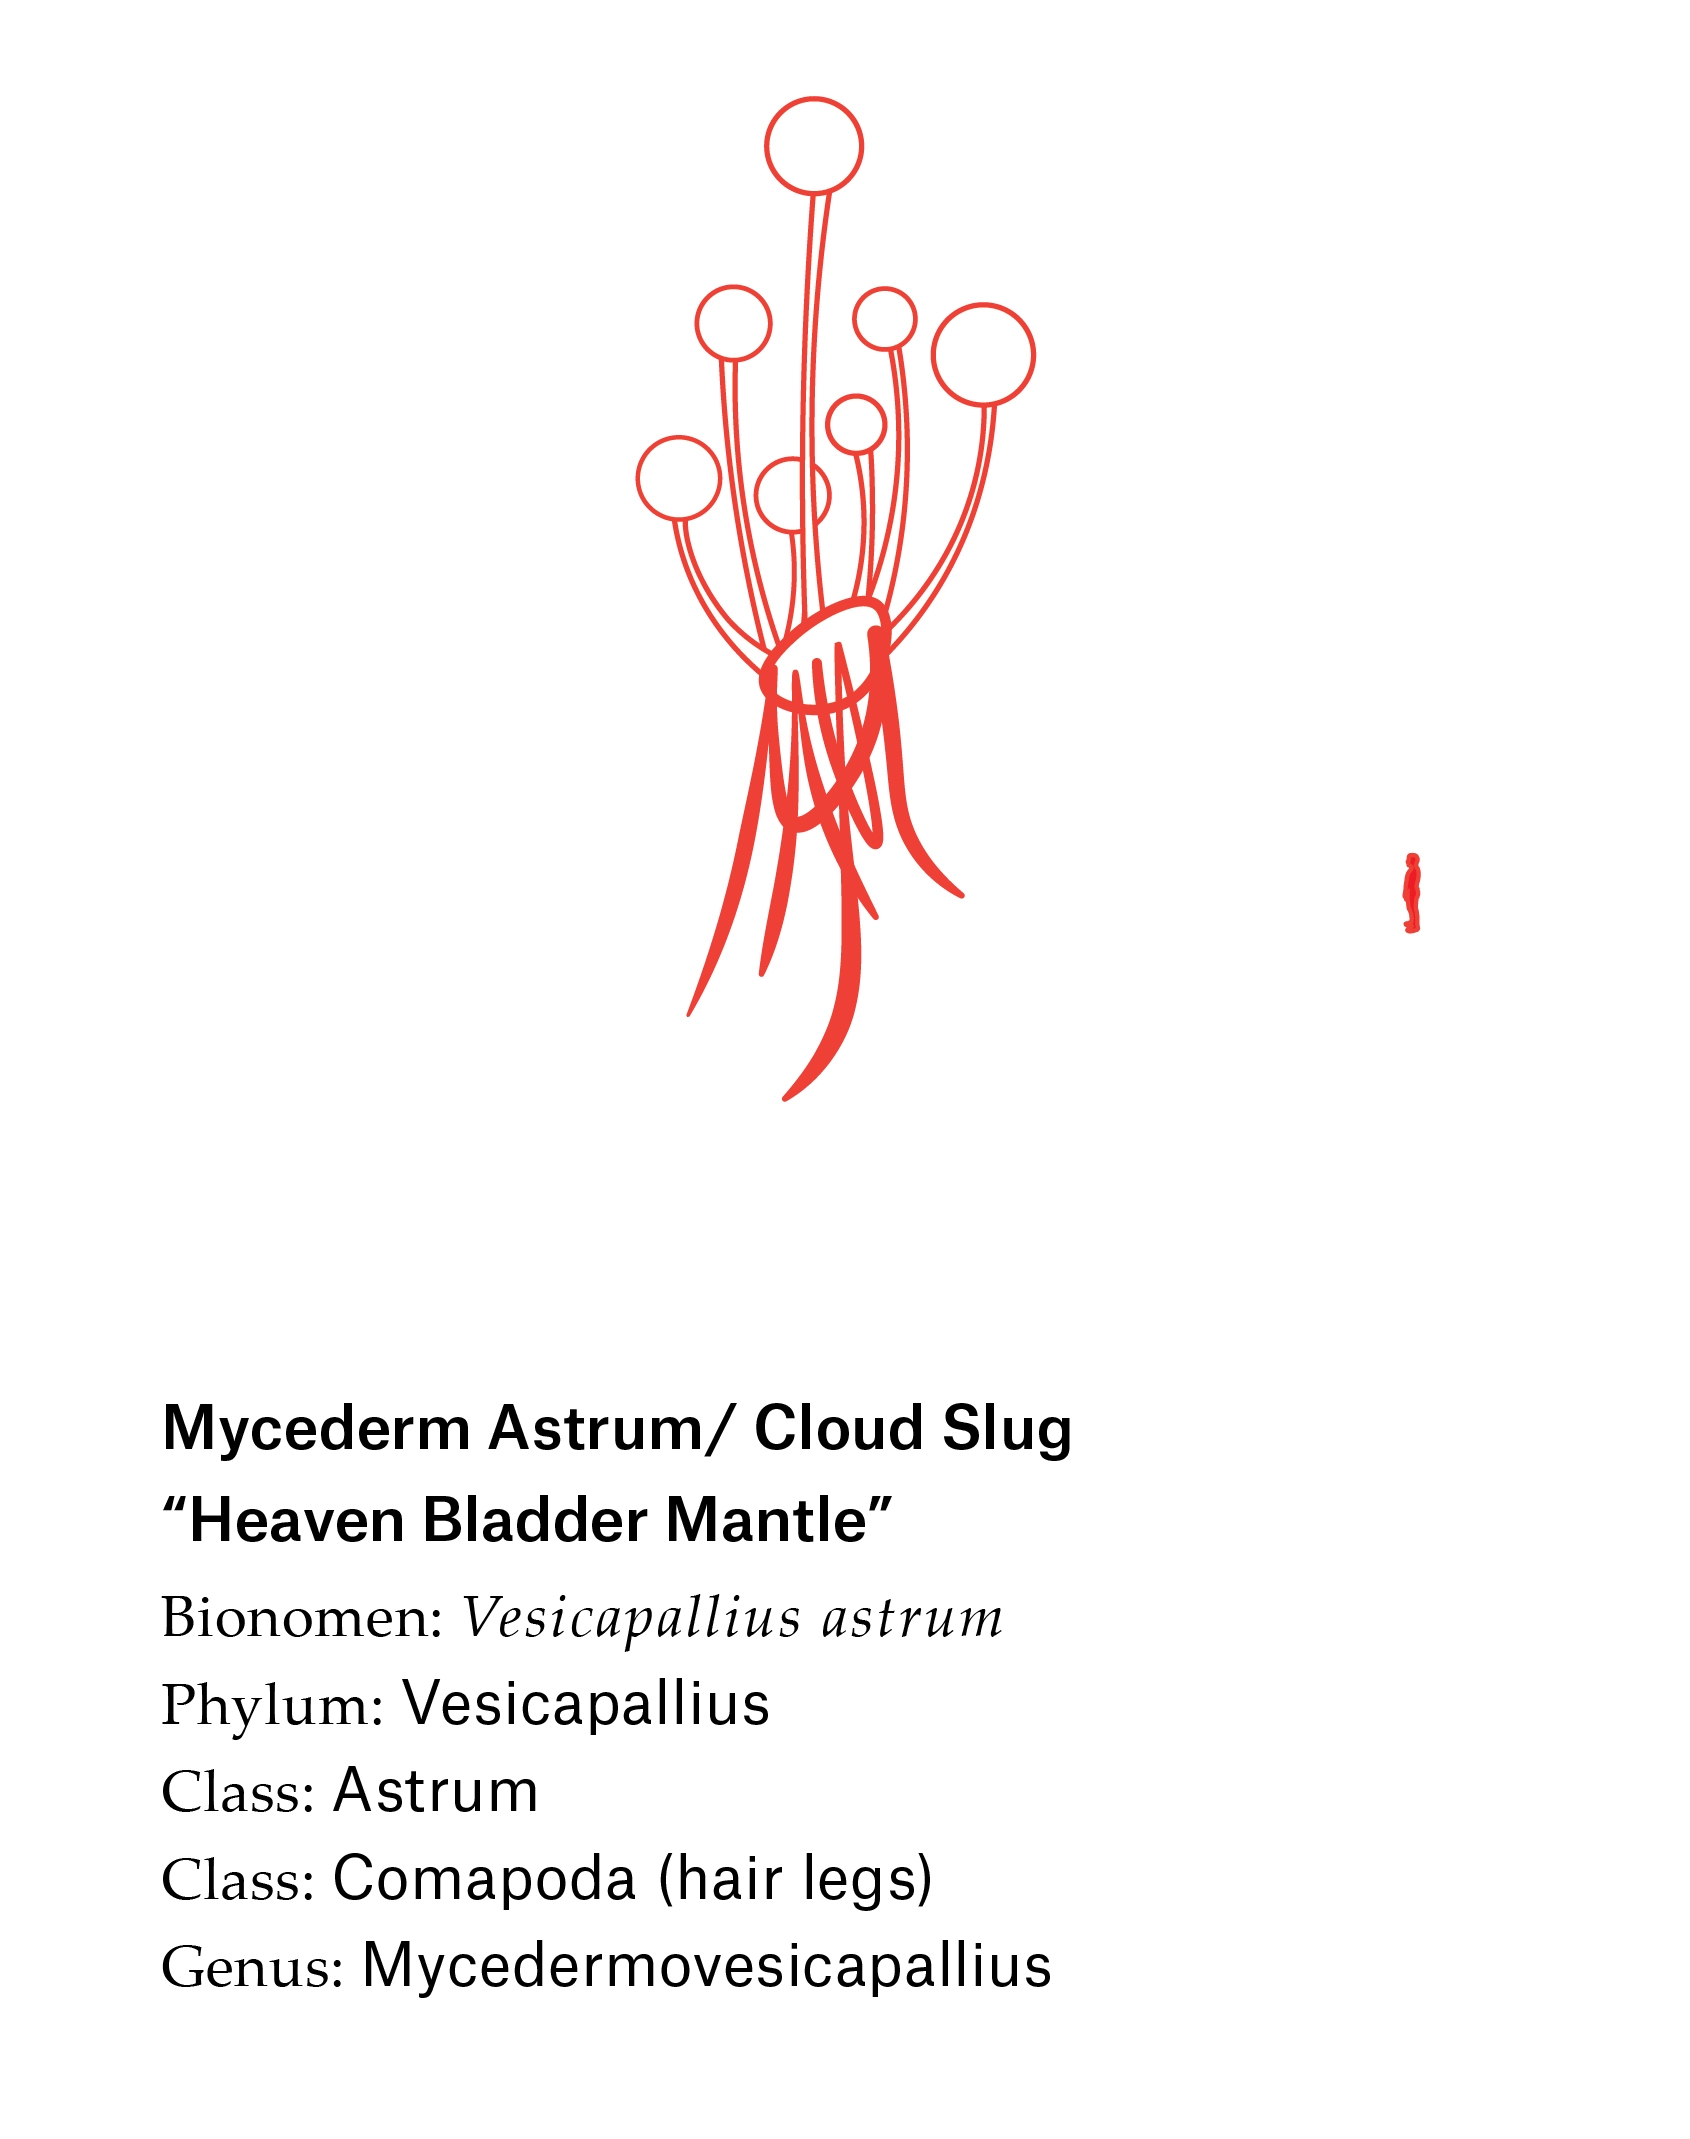 Mycederm Astrum/ Cloud Slug
“Heaven Bladder Mantle”
Bionomen: Vesicapallius astrum
Phylum: Vesicapallius
Class: Astrum
Class: Comapoda (hair legs)
Genus: Mycedermovesicapallius